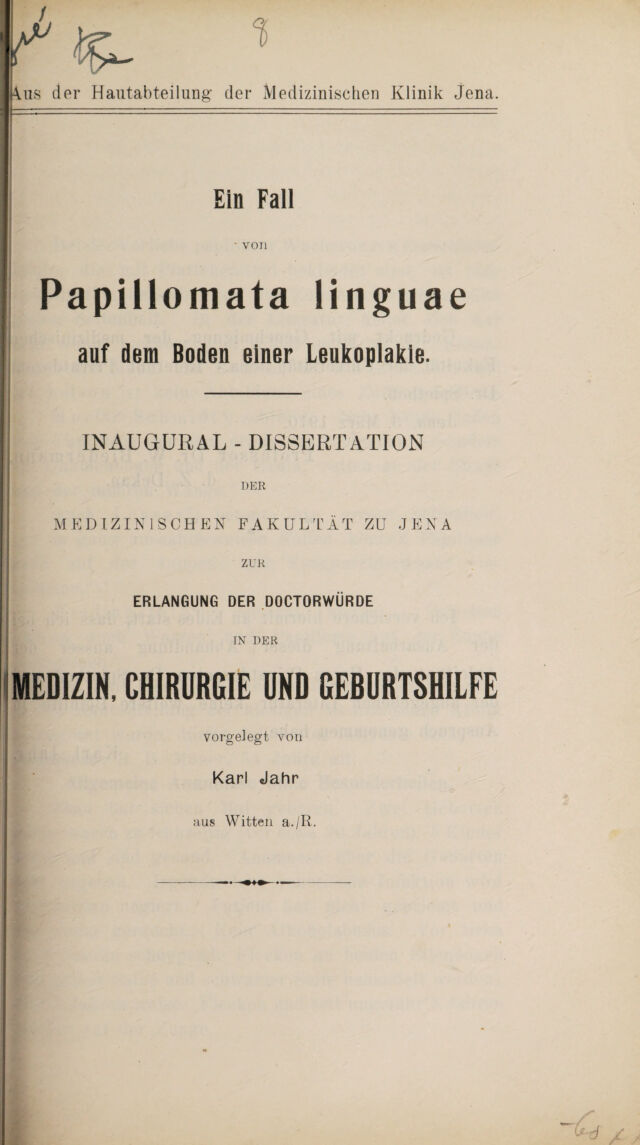 8
Aus der Hautabteilung der Medizinischen Klinik Jena.
Ein Fall
von
Papillomata linguae
auf dem Boden einer Leukoplakie.
INAUGURAL - DISSERTATION
DER
MEDIZINISCHEN FAKULTÄT ZU JENA
ZUR
ERLANGUNG DER DOCTORWÜRDE
IN DER
MEDIZIN, CHIRURGIE UND GEBURTSHILFE
vorgelegt von
Karl Jahr
aus Witten a./R.